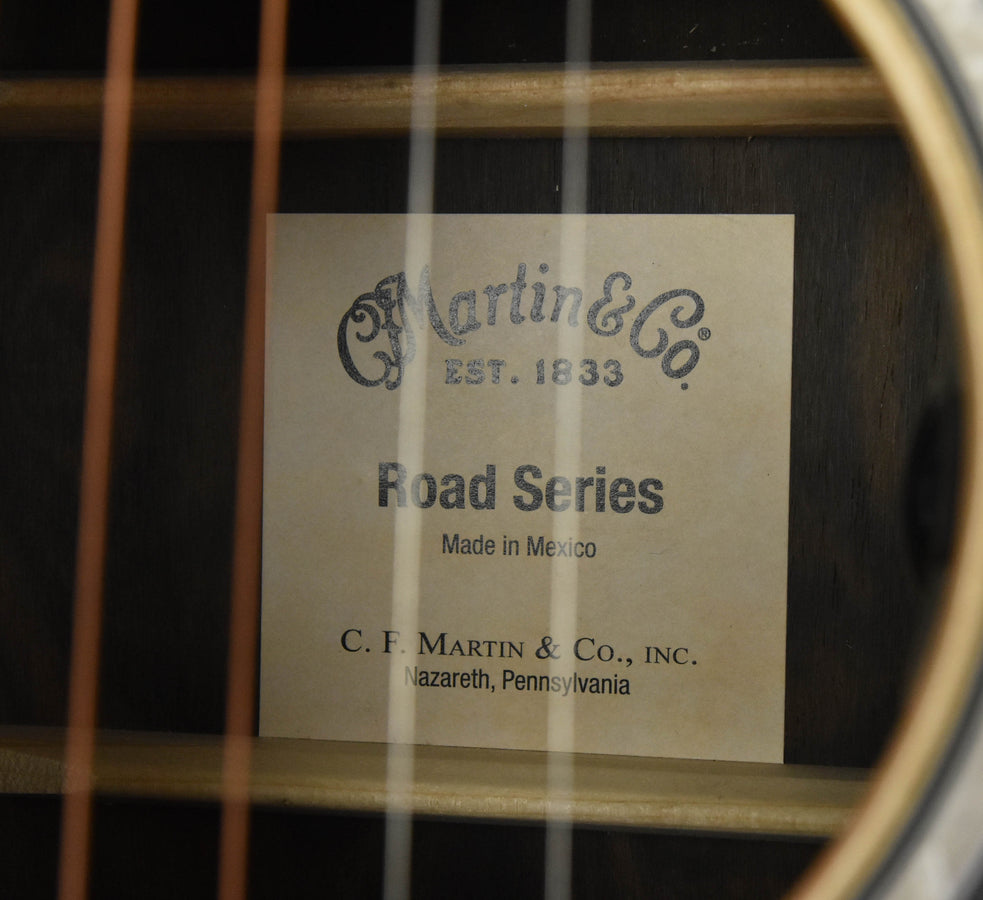 CFMartin & Co.®
EST. 1833
Road Series
Made in Mexico
C. F. MARTIN & CO., INC.
Nazareth, Pennsylvania